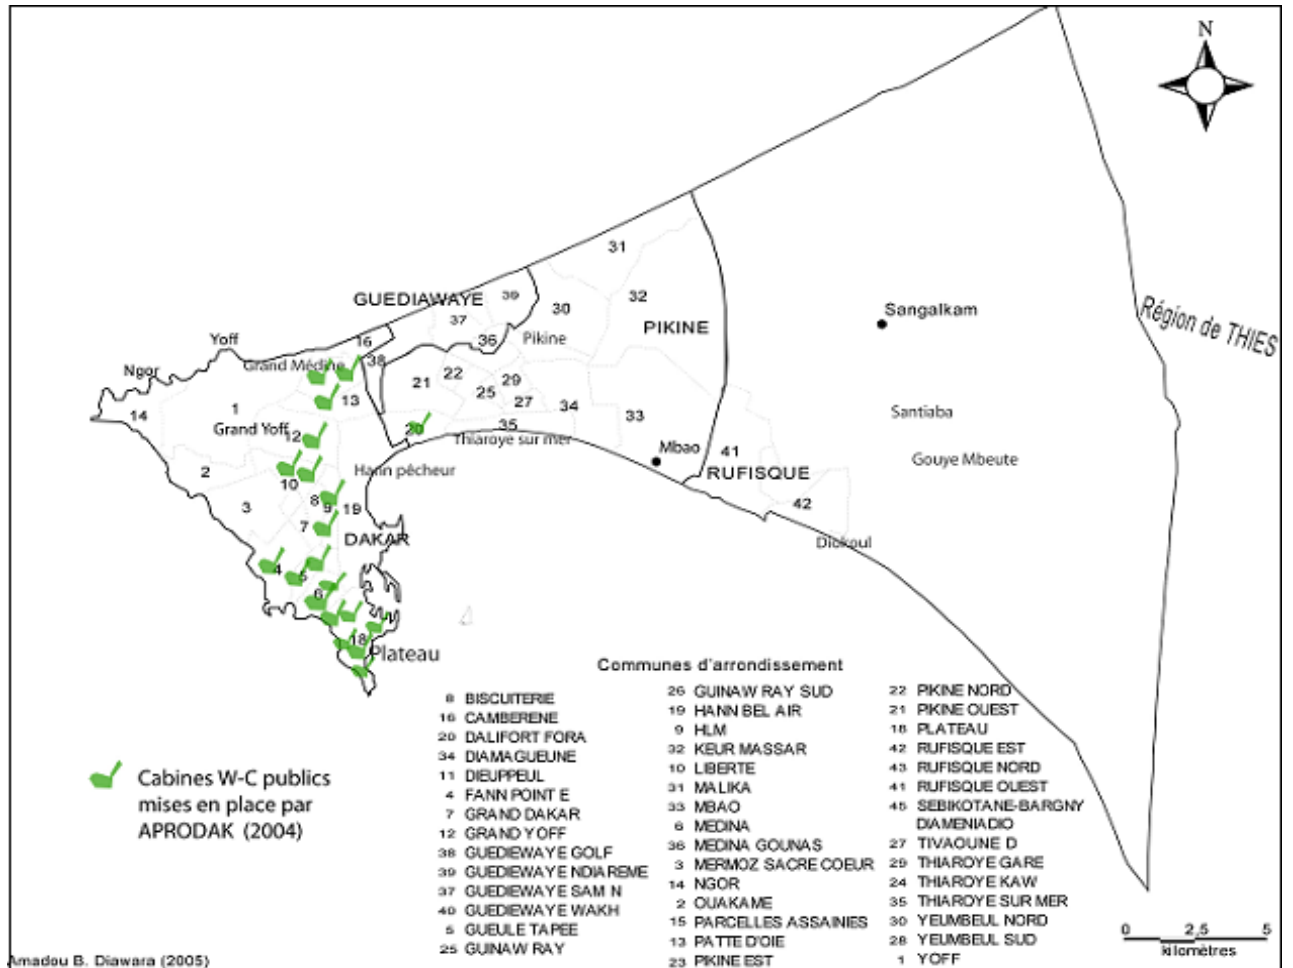 N
31
39
32
GUEDIAWAYE
30
37
Sangalkam
Région de THIES
PIKINE
Yoff
16
36
Pikine
Grand Médine
38
Ngor
22
29
21
25
13
27
34
Santiaba
14
1
33
Grand Yoff
12
20
35
Thiaroye sur mer
Mbao
41
Gouye Mbeute
2
Hann pêcheur
RUFISQUE
10
8
3
9
19
42
7
DAKAR
Diokoul
4
5
6
18
Plateau
Communes d'arrondissement
8 BISCUITERIE
16 CAMBERENE
20 DALIFORT FORA
34 DIAMAGUEUNE
11 DIEUPPEUL
4 FANN POINT E
7 GRAND DAKAR
12 GRAND YOFF
38 GUEDIEWAYE GOLF
39 GUEDIEWAYE NDIAREME
37 GUEDIEWAYE SAM N
40 GUEDIEWAYE WAKH
5 GUEULE TAPEE
25 GUINAW RAY
26 GUINAW RAY SUD
19 HANN BEL AIR
9 HLM
32 KEUR MASSAR
10 LIBERTE
31 MALIKA
33 MBAO
6 MEDINA
36 MEDINA GOUNAS
3 MERMOZ SACRE COEUR
14 NGOR
2 OUAKAME
15 PARCELLES ASSAINIES
13 PATTE D'OIE
23 PIKINE EST
22 PIKINE NORD
21 PIKINE OUEST
18 PLATEAU
42 RUFISQUE EST
43 RUFISQUE NORD
41 RUFISQUE OUEST
45 SEBIKOTANE-BARGNY
DIAMENIADIO
27 TIVAOUNE D
29 THIAROYE GARE
24 THIAROYE KAW
35 THIAROYE SUR MER
30 YEUMBEUL NORD
28 YEUMBEUL SUD
1 YOFF
Cabines W-C publics
mises en place par
APRODAK (2004)
0 2,5 5
kilomètres
Amadou B. Diawara (2005)